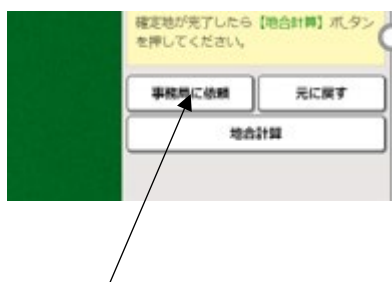 確定地が完了したら【地合計算】ボタン
を押してください。
事務局に依頼
元に戻す
地合計算